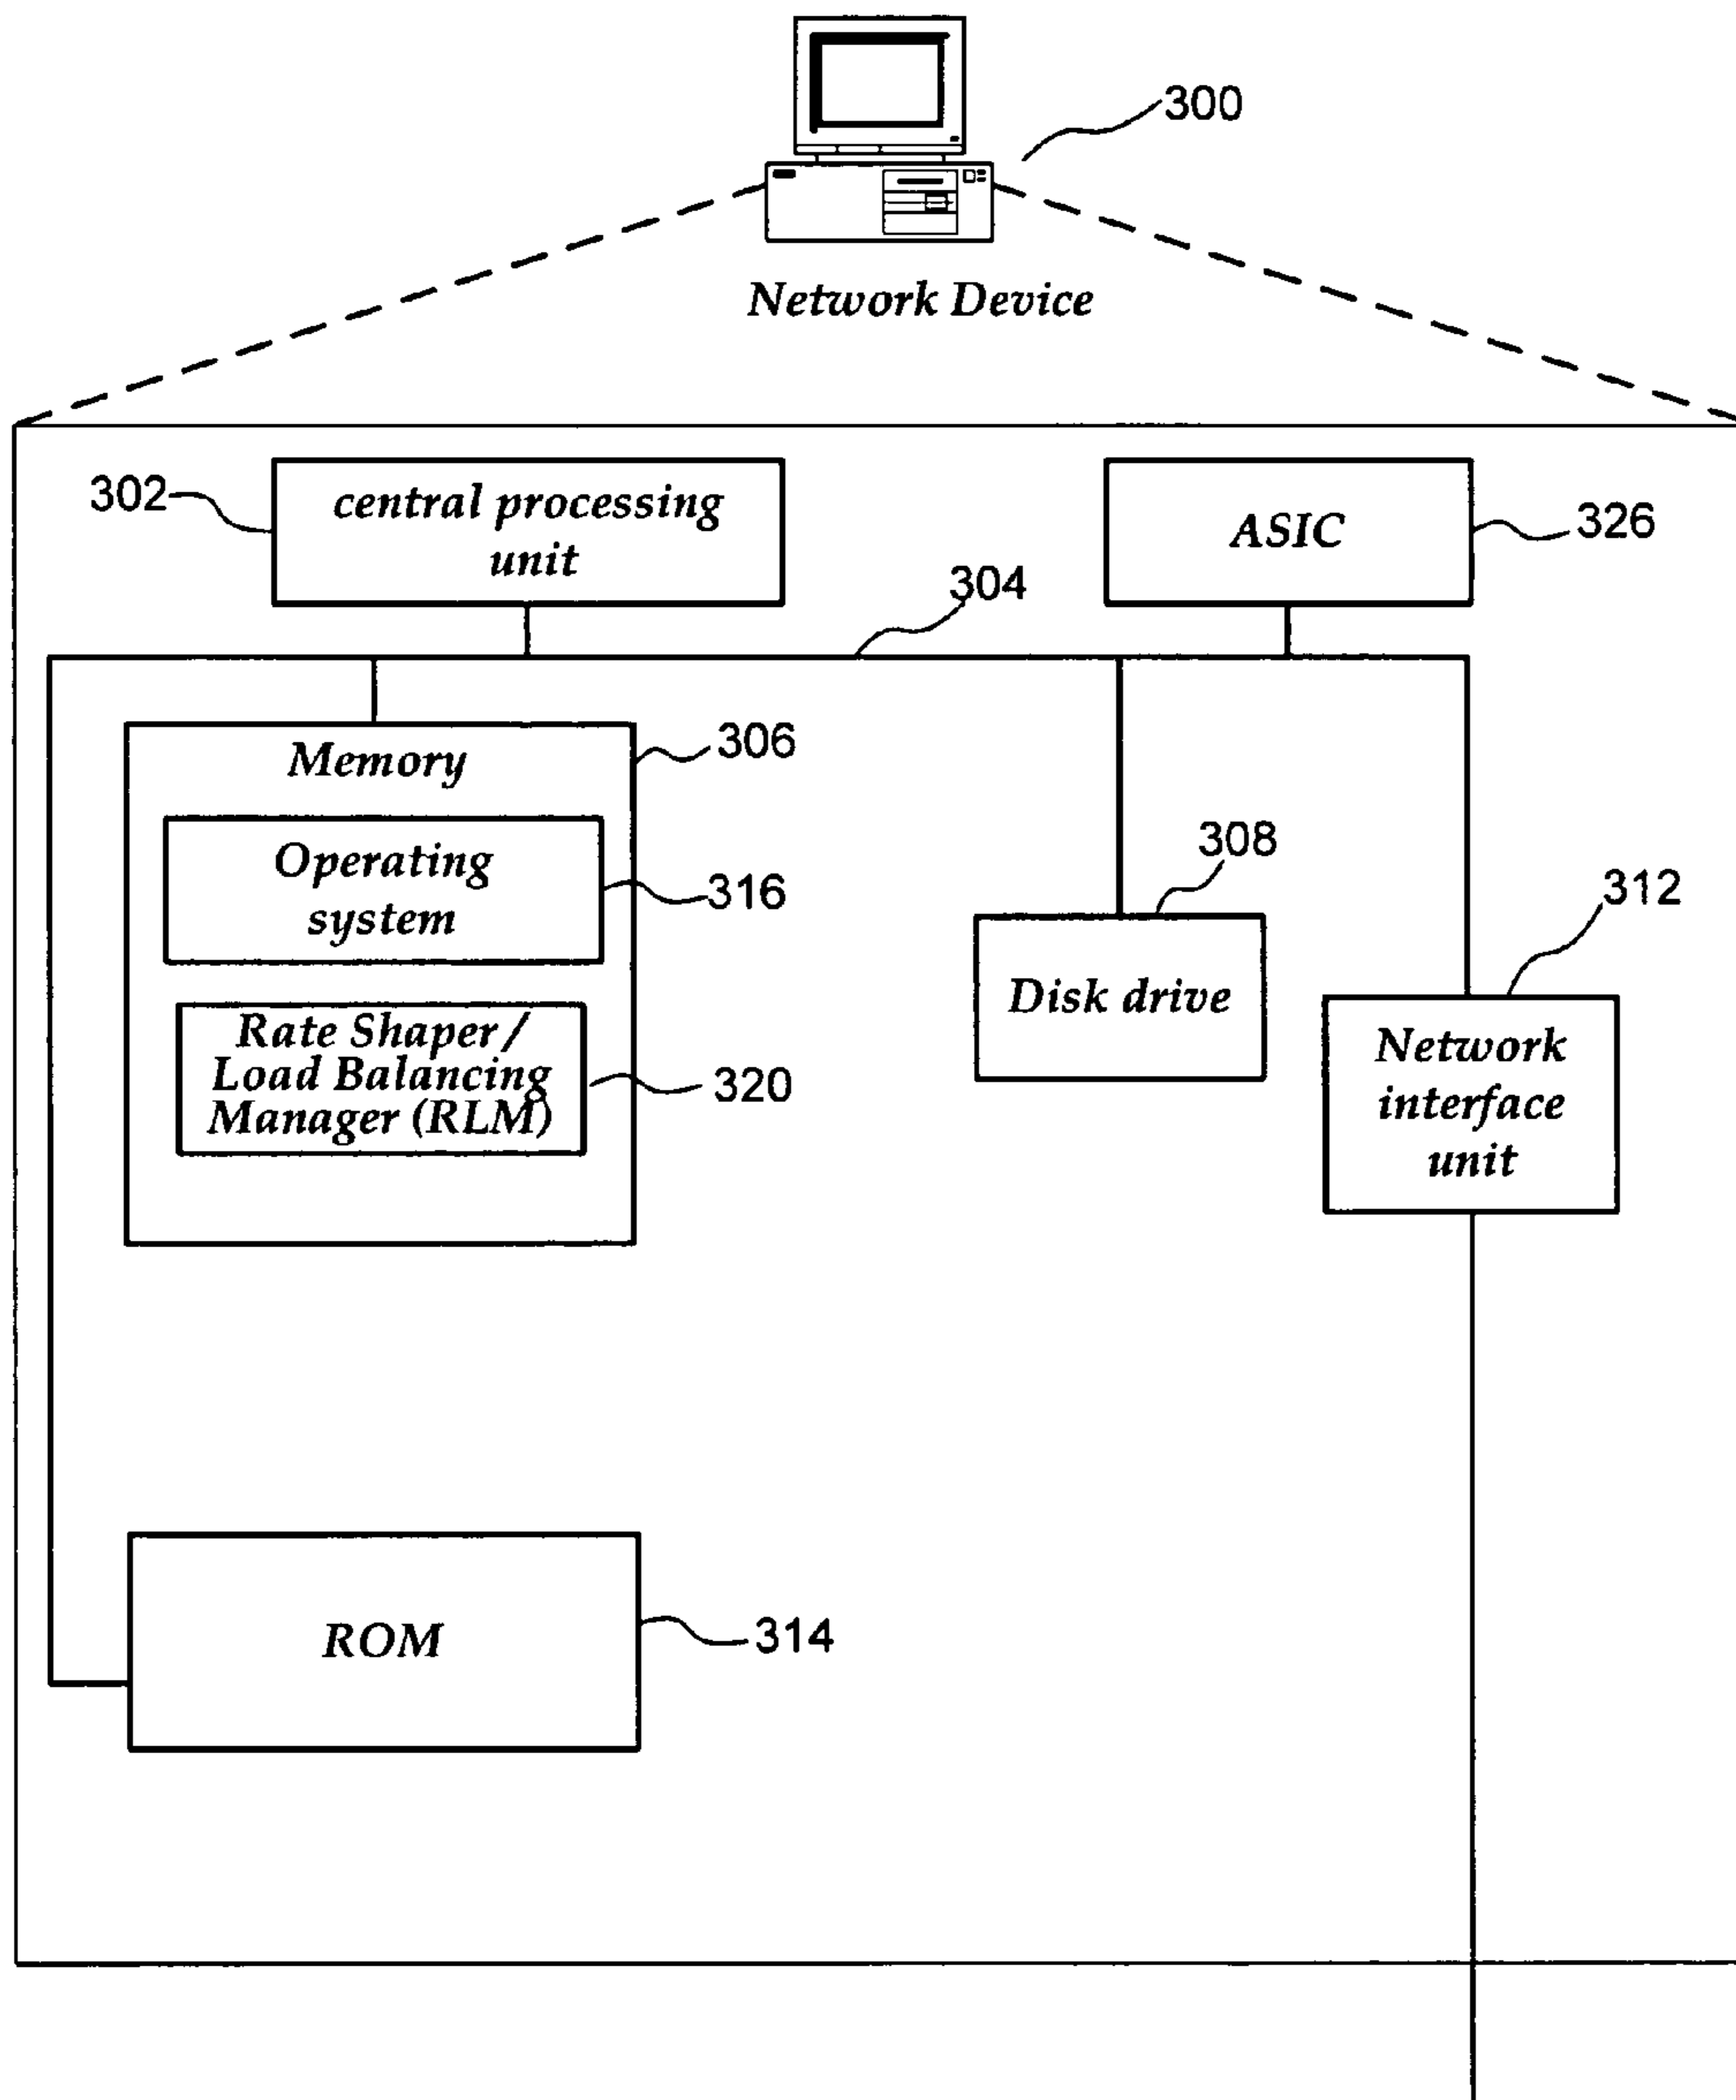 300
Network Device
302
central processing
unit
ASIC
326
304
Memory
306
Operating
system
316
308
312
Disk drive
Rate Shaper/
Load Balancing
Manager (RLM)
320
Network
interface
unit
ROM
314